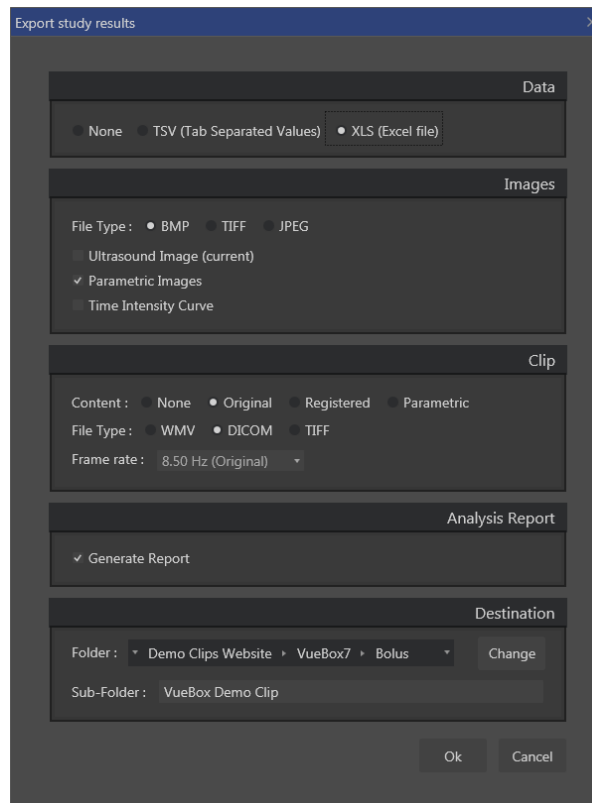 Export study results
Data
None TSV (Tab Separated Values) XLS (Excel file)
Images
File Type : BMP TIFF JPEG
Ultrasound Image (current)
Parametric Images
Time Intensity Curve
Clip
Content : None Original Registered Parametric
File Type : WMV DICOM TIFF
Frame rate : 8.50 Hz (Original)
Analysis Report
Generate Report
Destination
Folder : Demo Clips Website VueBox7 Bolus Change
Sub-Folder : VueBox Demo Clip
Ok Cancel